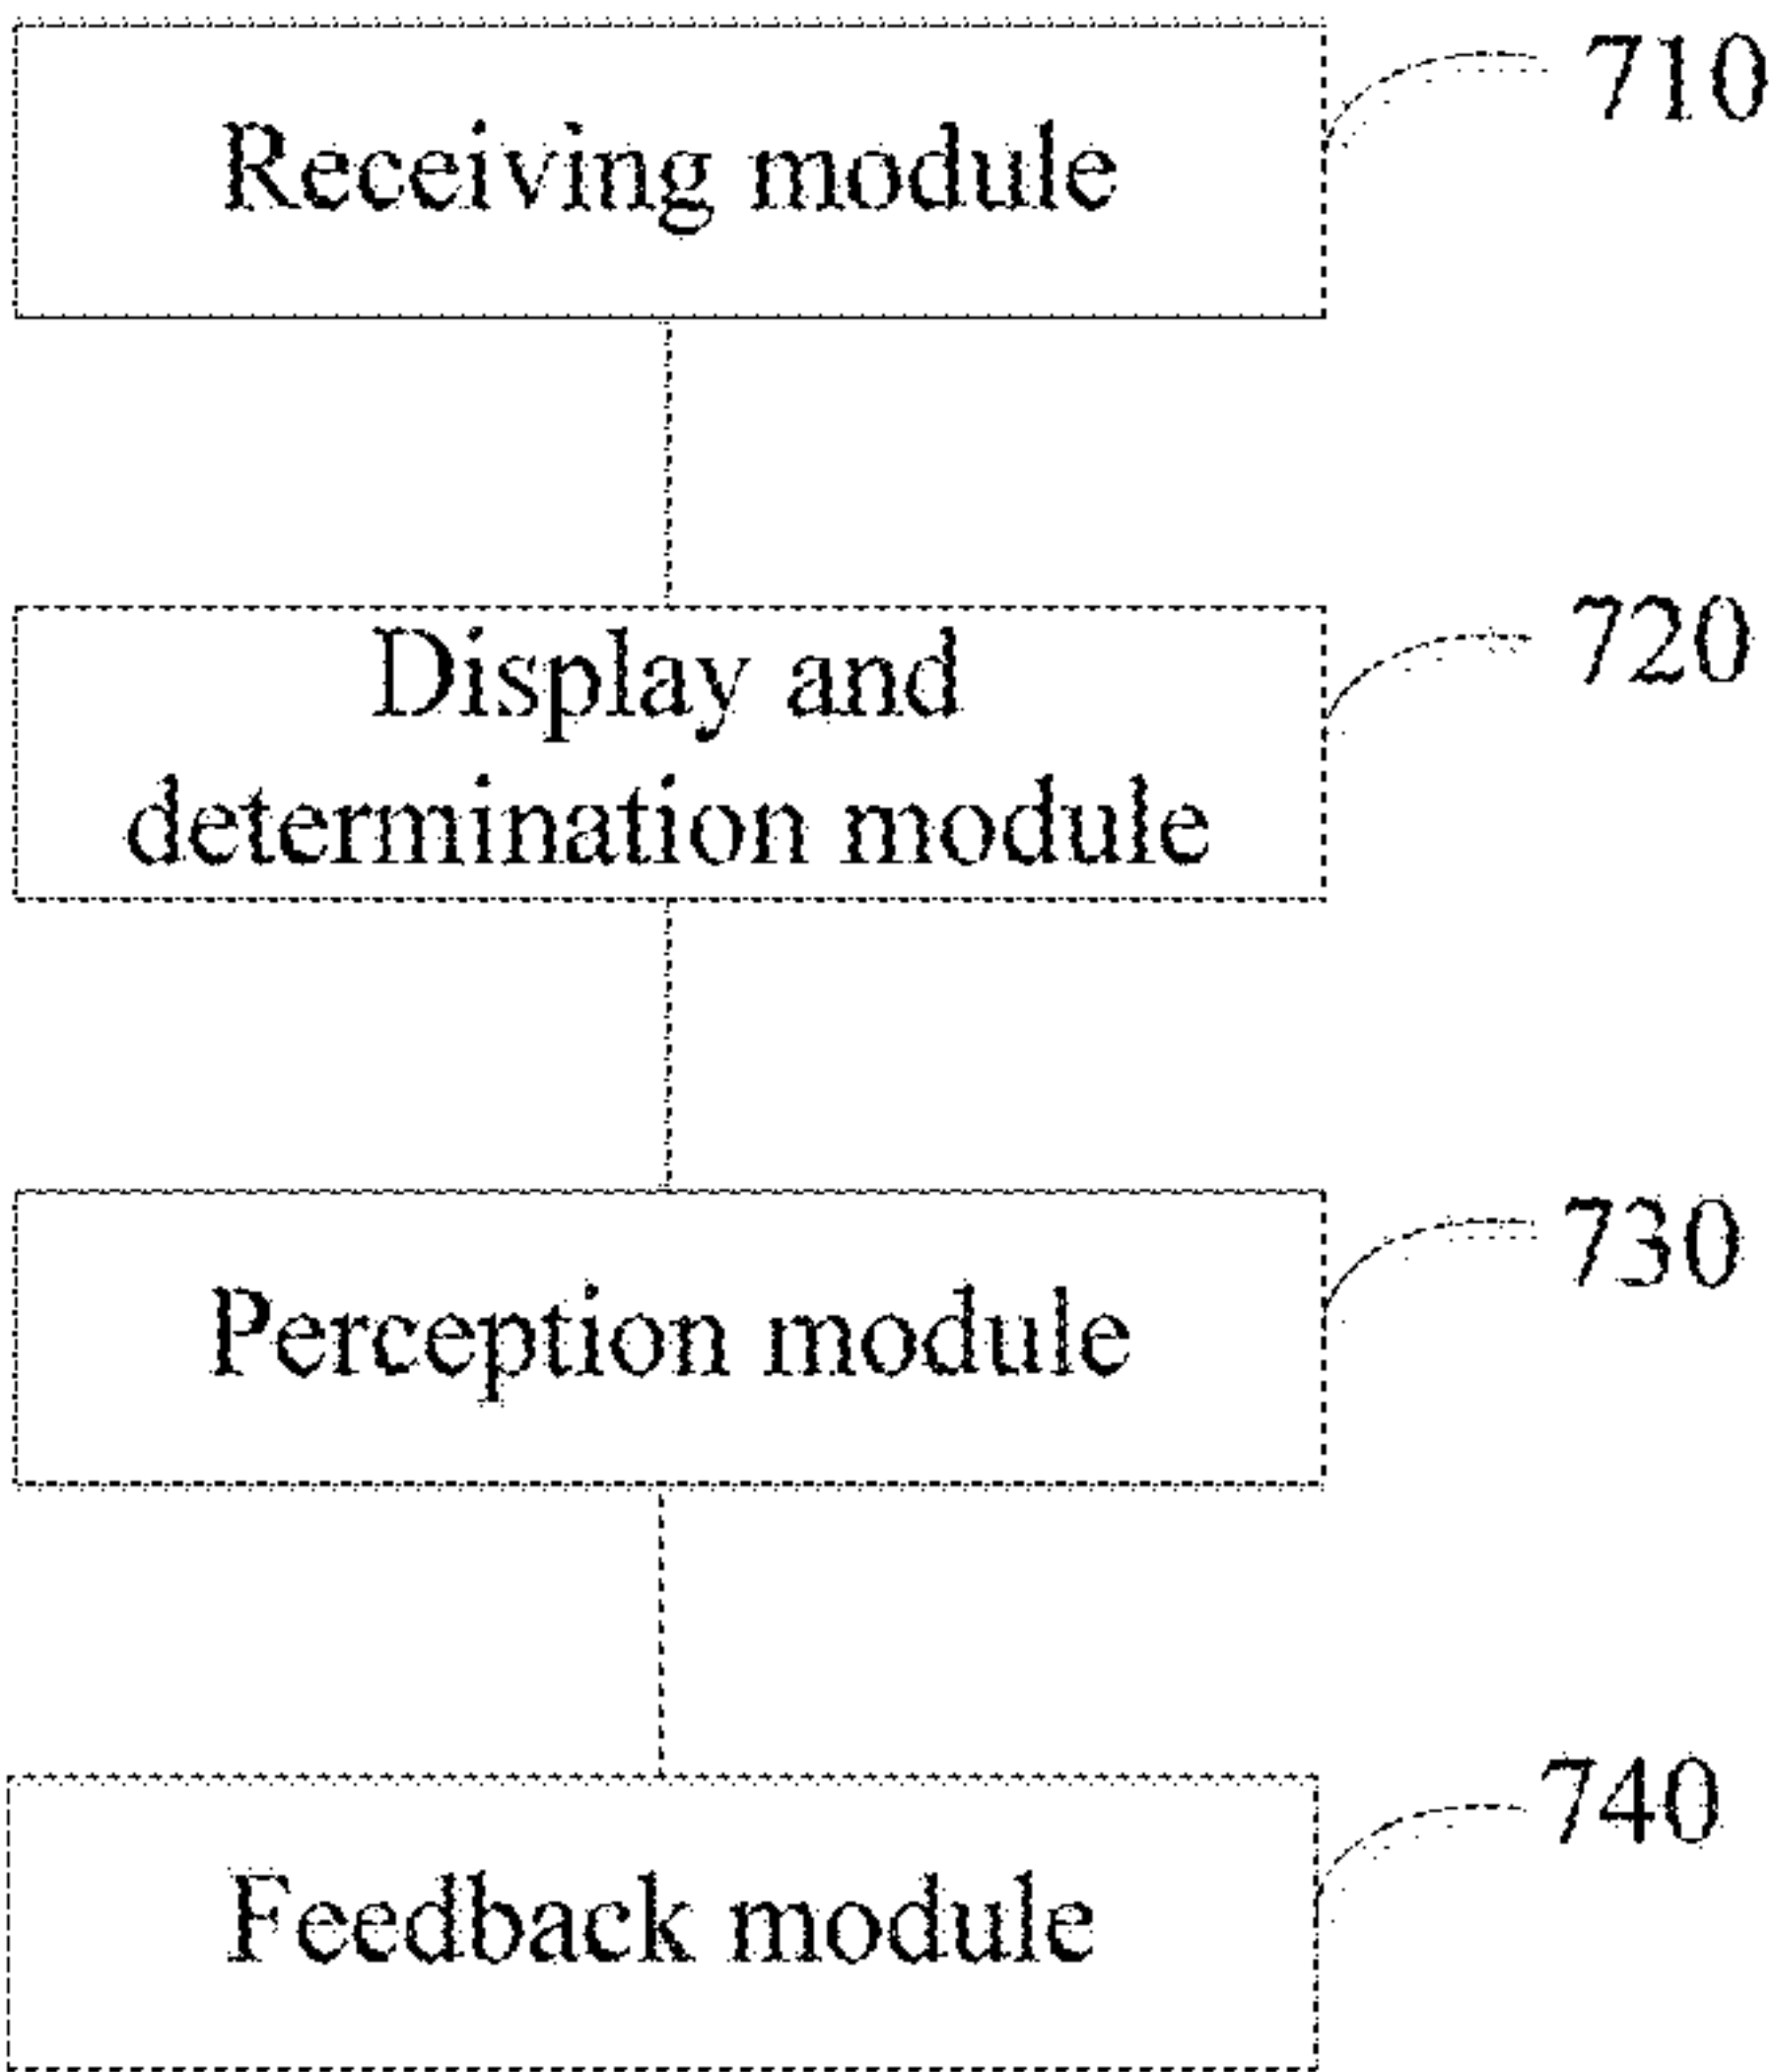 Receiving module
710
Display and
determination module
720
Perception module
730
Feedback module
740